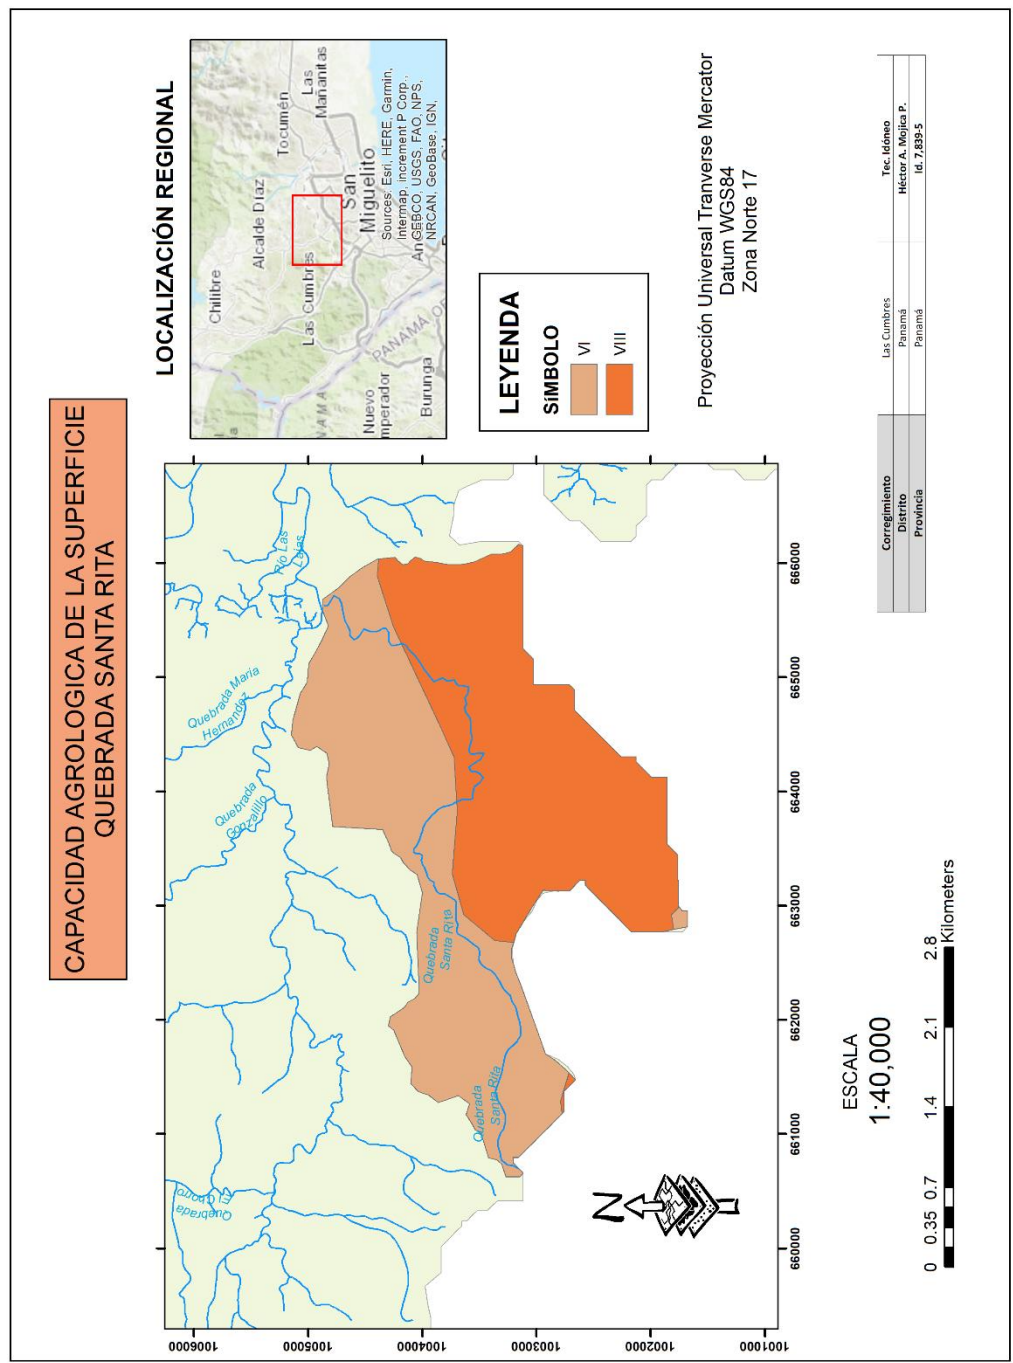 CAPACIDAD AGROLOGICA DE LA SUPERFICIE
QUEBRADA SANTA RITA
LOCALIZACIÓN REGIONAL
Chilibre
Alcalde Díaz
Tocumén
Las
Mañanitas
Las Cumbres
San
Miguelito
Nuevo
mperador
Burunga
Sources: Esri, HERE, Garmin,
Intermap, increment P Corp.,
GEBCO, USGS, FAO, NPS,
NRCAN, GeoBase, IGN,
LEYENDA
SíMBOLO
VI
VIII
Proyección Universal Tranverse Mercator
Datum WGS84
Zona Norte 17
Quebrada
El Chorro
Quebrada
Gonzalillo
Quebrada Maria
Hernandez
Río Las
Lajas
Quebrada
Santa Rita
Quebrada
Santa Rita
1006000
1005000
1004000
1003000
1002000
1001000
660000
661000
662000
663000
664000
665000
666000
N
ESCALA
1:40,000
0 0.35 0.7 1.4 2.1 2.8
Kilometers
Corregimiento Las Cumbres Tec. Idóneo
Distrito Panamá Héctor A. Mojica P.
Provincia Panamá Id. 7,839-5